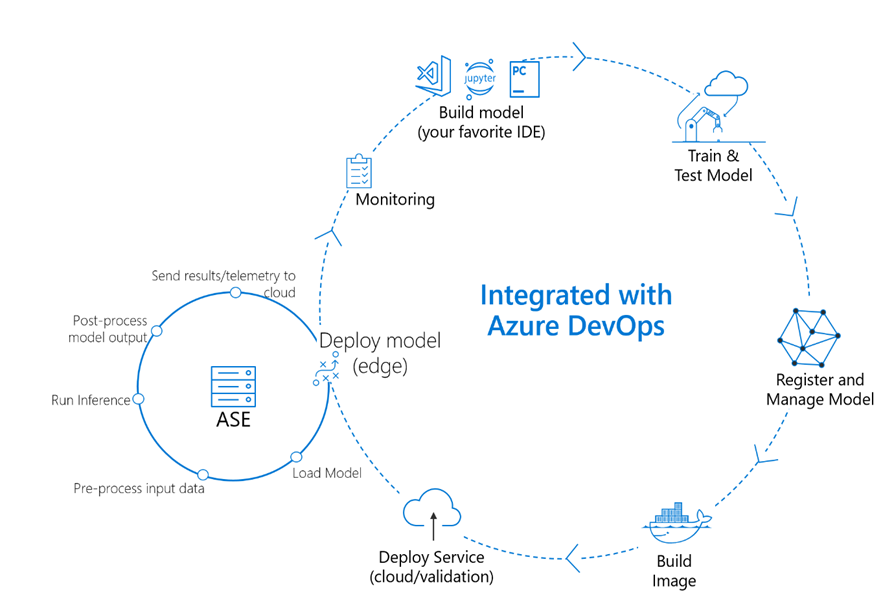 jupyter
PC
Build model
(your favorite IDE)
Train &
Test Model
Monitoring
Send results/telemetry to
cloud
Integrated with
Azure DevOps
Post-process
model output
Deploy model
(edge)
Register and
Manage Model
Run Inference
ASE
Load Model
Pre-process input data
Deploy Service
(cloud/validation)
Build
Image